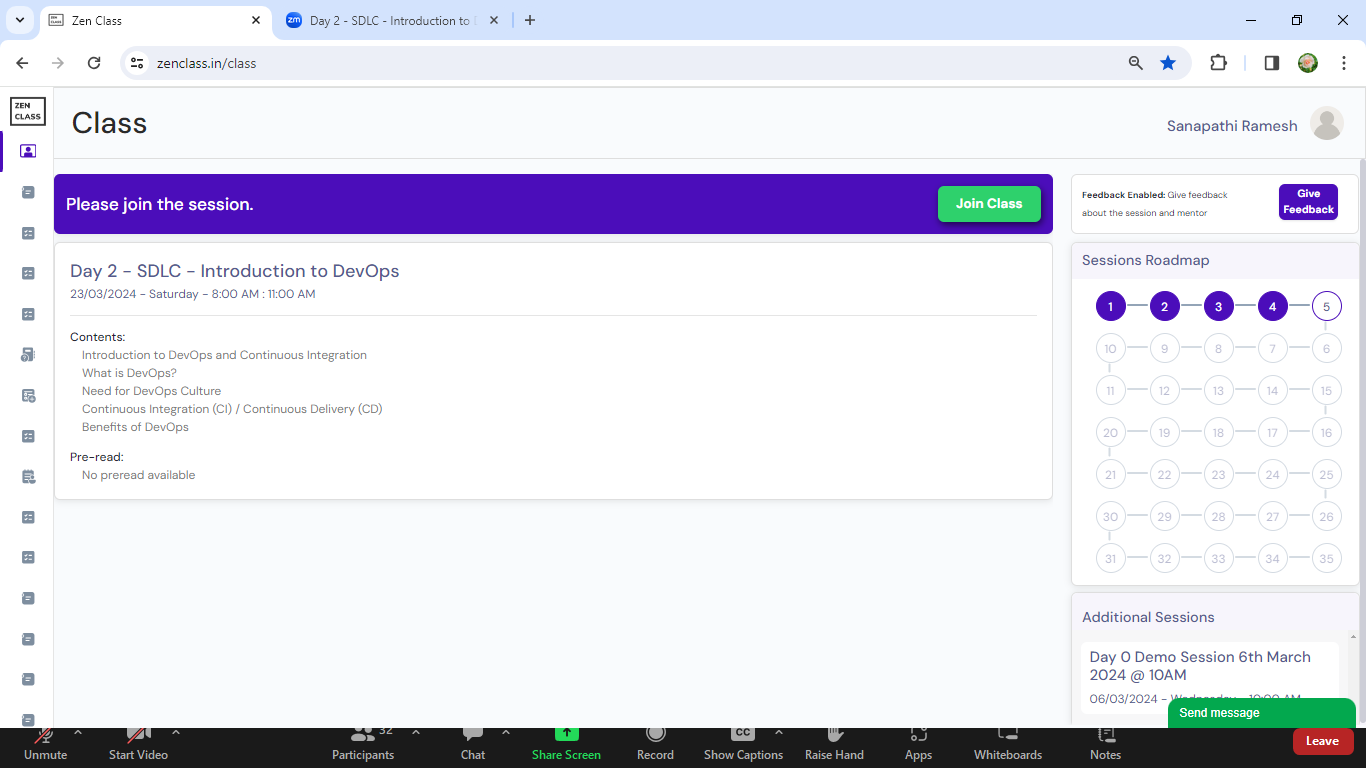 Zen Class
zm
Day 2 - SDLC - Introduction to
zenclass.in/class
ZEN
CLASS
Class
Sanapathi Ramesh
Please join the session.
Join Class
Feedback Enabled: Give feedback
about the session and mentor
Give
Feedback
Day 2 - SDLC - Introduction to DevOps
23/03/2024 - Saturday - 8:00 AM : 11:00 AM
Contents:
Introduction to DevOps and Continuous Integration
What is DevOps?
Need for DevOps Culture
Continuous Integration (CI) / Continuous Delivery (CD)
Benefits of DevOps
Pre-read:
No preread available
Sessions Roadmap
1 2 3 4 5
10 9 8 7 6
11 12 13 14 15
20 19 18 17 16
21 22 23 24 25
30 29 28 27 26
31 32 33 34 35
Additional Sessions
Day 0 Demo Session 6th March
2024 @ 10AM
06/03/2024 - Wednesday - 10:00 AM
Send message
32
CC
Unmute
Start Video
Participants
Chat
Share Screen
Record
Show Captions
Raise Hand
Apps
Whiteboards
Notes
Leave